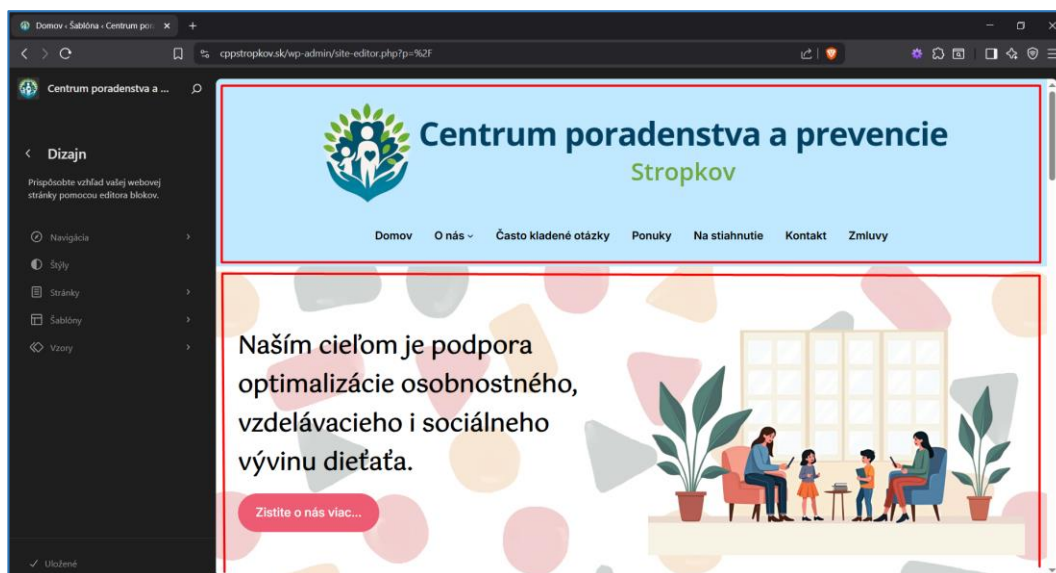 Domov ‹ Šablóna ‹ Centrum por
cppstropkov.sk/wp-admin/site-editor.php?p=%2F
Centrum poradenstva a ...
Dizajn
Prispôsobte vzhľad vašej webovej
stránky pomocou editora blokov.
Navigácia
Štýly
Stránky
Šablóny
Vzory
Uložené
Centrum poradenstva a prevencie
Stropkov
Domov O nás Často kladené otázky Ponuky Na stiahnutie Kontakt Zmluvy
Naším cieľom je podpora
optimalizácie osobnostného,
vzdelávacieho i sociálneho
vývinu dieťaťa.
Zistite o nás viac...